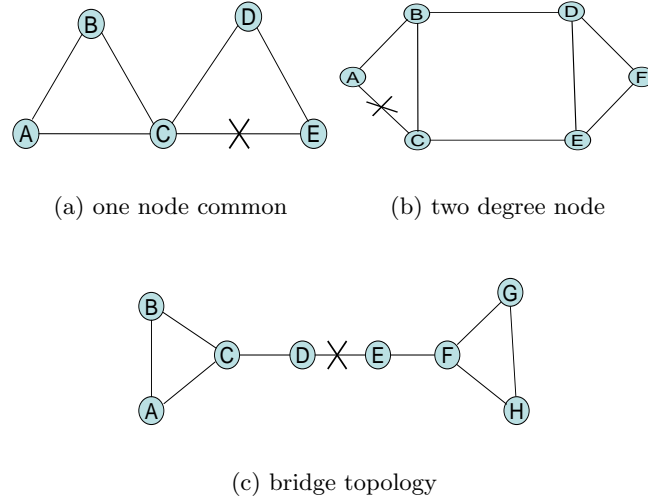 B
D
A
C
E
(a) one node common
B
D
A
F
C
E
(b) two degree node
B
G
C
D
E
F
A
H
(c) bridge topology